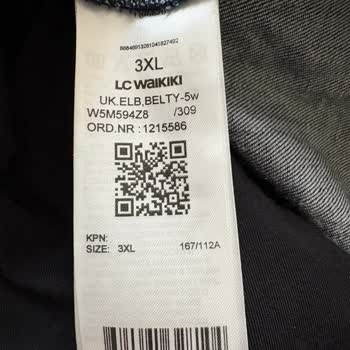 3XL
LC WAIKIKI
UK.ELB,BELTY-5w
W5M594Z8 /309
ORD.NR : 1215586
KPN:
SIZE: 3XL 167/112A